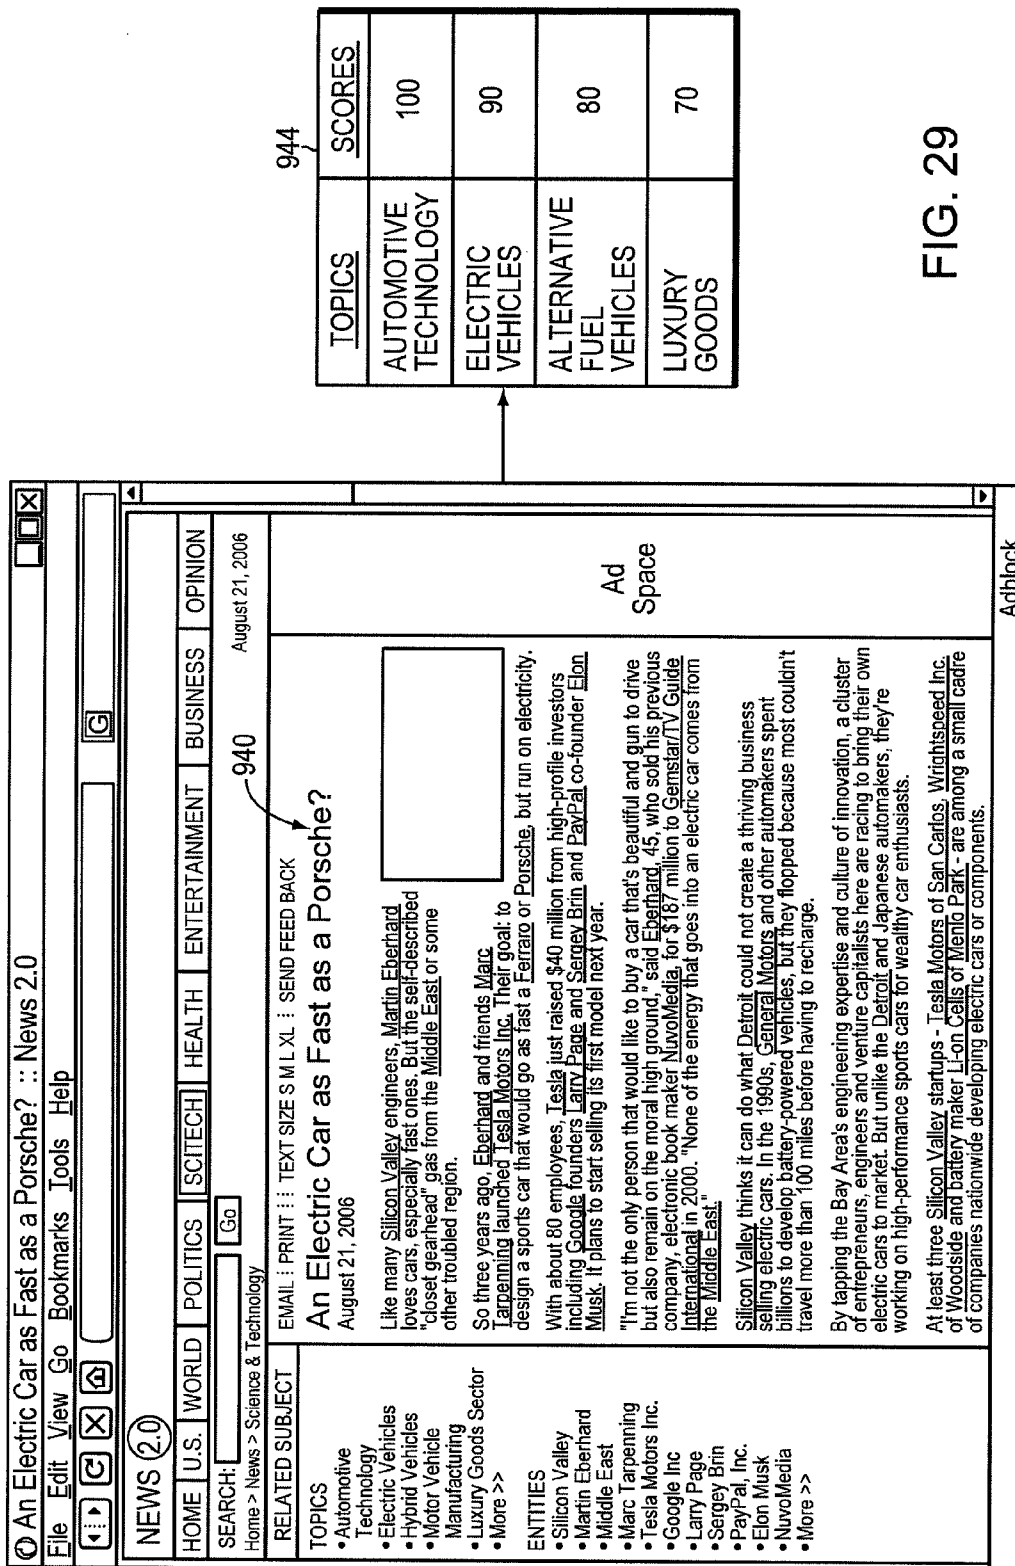 An Electric Car as Fast as a Porsche? :: News 2.0
File Edit View Go Bookmarks Tools Help
G
NEWS 2.0
HOME U.S. WORLD POLITICS SCITECH HEALTH ENTERTAINMENT BUSINESS OPINION
SEARCH: Go August 21, 2006
Home > News > Science & Technology
RELATED SUBJECT
TOPICS
• Automotive
Technology
• Electric Vehicles
• Hybrid Vehicles
• Motor Vehicle
Manufacturing
• Luxury Goods Sector
• More >>
ENTITIES
• Silicon Valley
• Martin Eberhard
• Middle East
• Marc Tarpenning
• Tesla Motors Inc.
• Google Inc
• Larry Page
• Sergey Brin
• PayPal, Inc.
• Elon Musk
• NuvoMedia
• More >>
EMAIL PRINT TEXT SIZE S M L XL SEND FEED BACK
940
An Electric Car as Fast as a Porsche?
August 21, 2006
Like many Silicon Valley engineers, Martin Eberhard
loves cars, especially fast ones. But the self-described
"closet gearhead" gas from the Middle East or some
other troubled region.
So three years ago, Eberhard and friends Marc
Tarpenning launched Tesla Motors Inc. Their goal: to
design a sports car that would go as fast a Ferraro or Porsche, but run on electricity.
With about 80 employees, Tesla just raised $40 million from high-profile investors
including Google founders Larry Page and Sergey Brin and PayPal co-founder Elon
Musk. It plans to start selling its first model next year.
"I'm not the only person that would like to buy a car that's beautiful and gun to drive
but also remain on the moral high ground," said Eberhard, 45, who sold his previous
company, electronic book maker NuvoMedia, for $187 million to Gemstar/TV Guide
International in 2000. "None of the energy that goes into an electric car comes from
the Middle East."
Silicon Valley thinks it can do what Detroit could not create a thriving business
selling electric cars. In the 1990s, General Motors and other automakers spent
billions to develop battery-powered vehicles, but they flopped because most couldn't
travel more than 100 miles before having to recharge.
By tapping the Bay Area's engineering expertise and culture of innovation, a cluster
of entrepreneurs, engineers and venture capitalists here are racing to bring their own
electric cars to market. But unlike the Detroit and Japanese automakers, they're
working on high-performance sports cars for wealthy car enthusiasts.
At least three Silicon Valley startups - Tesla Motors of San Carlos, Wrightspeed Inc.
of Woodside and battery maker Li-on Cells of Menlo Park - are among a small cadre
of companies nationwide developing electric cars or components.
Ad
Space
Adblock
944
TOPICS SCORES
AUTOMOTIVE
TECHNOLOGY 100
ELECTRIC
VEHICLES 90
ALTERNATIVE
FUEL
VEHICLES 80
LUXURY
GOODS 70
FIG. 29